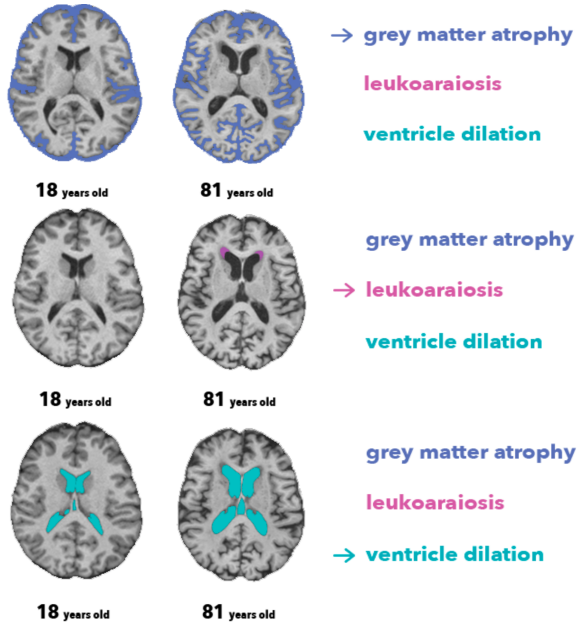 → grey matter atrophy
leukoaraiosis
ventricle dilation
18 years old 81 years old
grey matter atrophy
→ leukoaraiosis
ventricle dilation
18 years old 81 years old
grey matter atrophy
leukoaraiosis
→ ventricle dilation
18 years old 81 years old